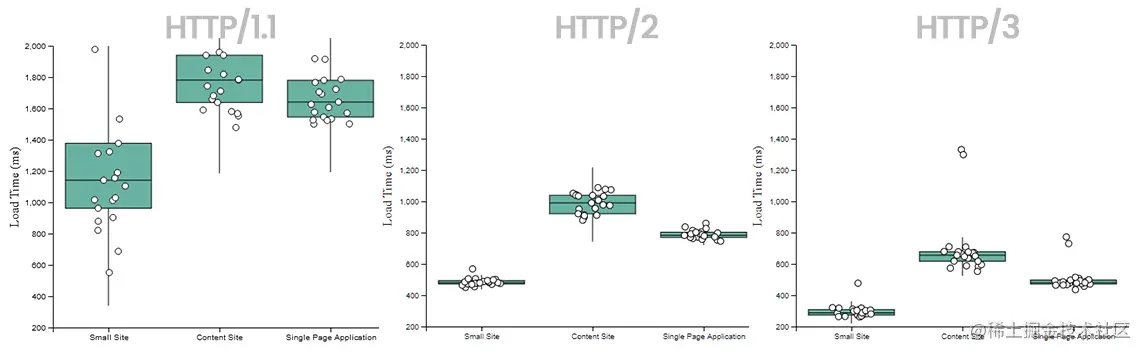 HTTP/1.1
HTTP/2
HTTP/3
Load Time (ms)
2,000
1,800
1,600
1,400
1,200
1,000
800
600
400
200
Small Site
Content Site
Single Page Application
Load Time (ms)
2,000
1,800
1,600
1,400
1,200
1,000
800
600
400
200
Small Site
Content Site
Single Page Application
Load Time (ms)
2,000
1,800
1,600
1,400
1,200
1,000
800
600
400
200
Small Site
Content Site
Single Page Application
@稀土掘金技术社区